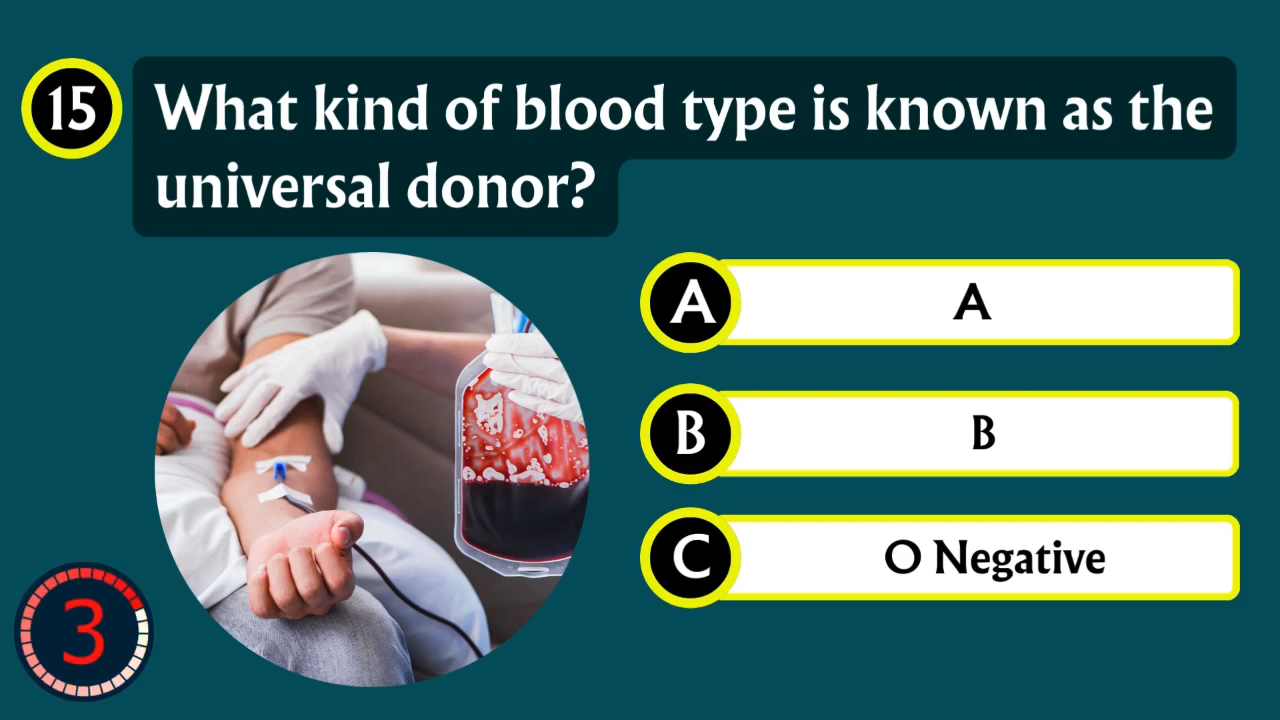 15
What kind of blood type is known as the
universal donor?
A A
B B
C O Negative
3